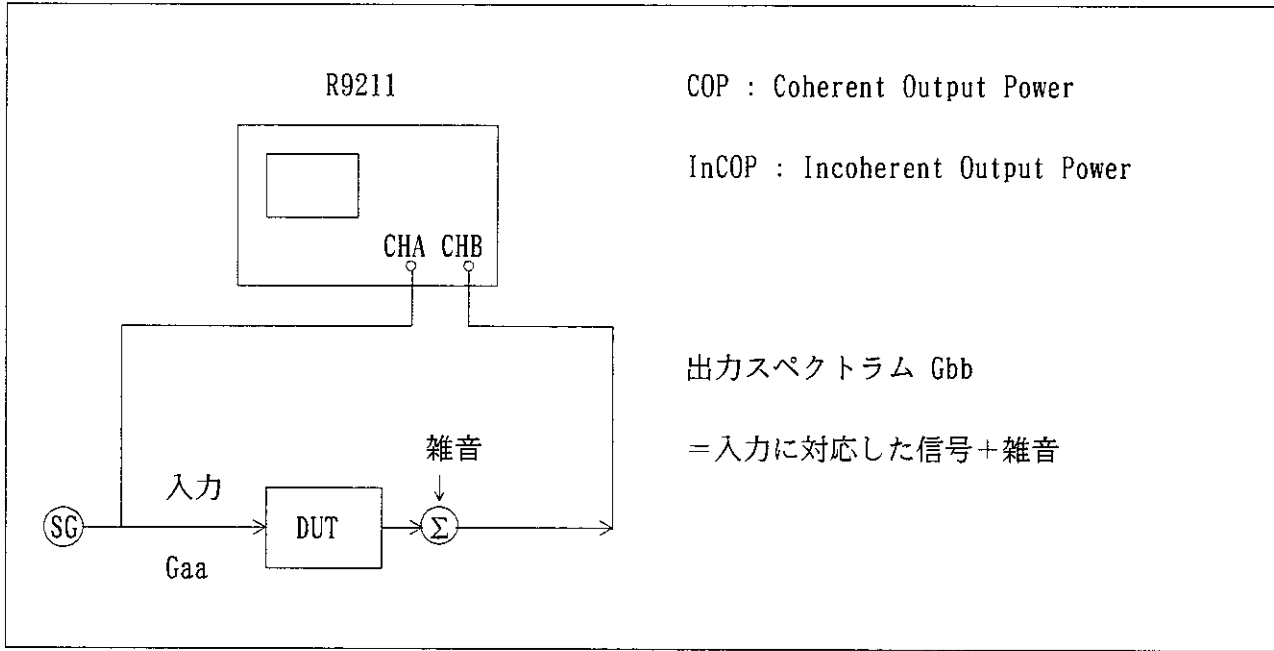 R9211
CHA CHB
COP : Coherent Output Power
InCOP : Incoherent Output Power
出力スペクトラム Gbb
=入力に対応した信号+雑音
雑音
入力
SG
DUT
Σ
Gaa